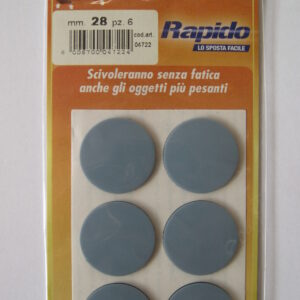 mm. 28 pz. 6
cod.art.
06722
Rapido
LO SPOSTA FACILE
Scivoleranno senza fatica
anche gli oggetti più pesanti